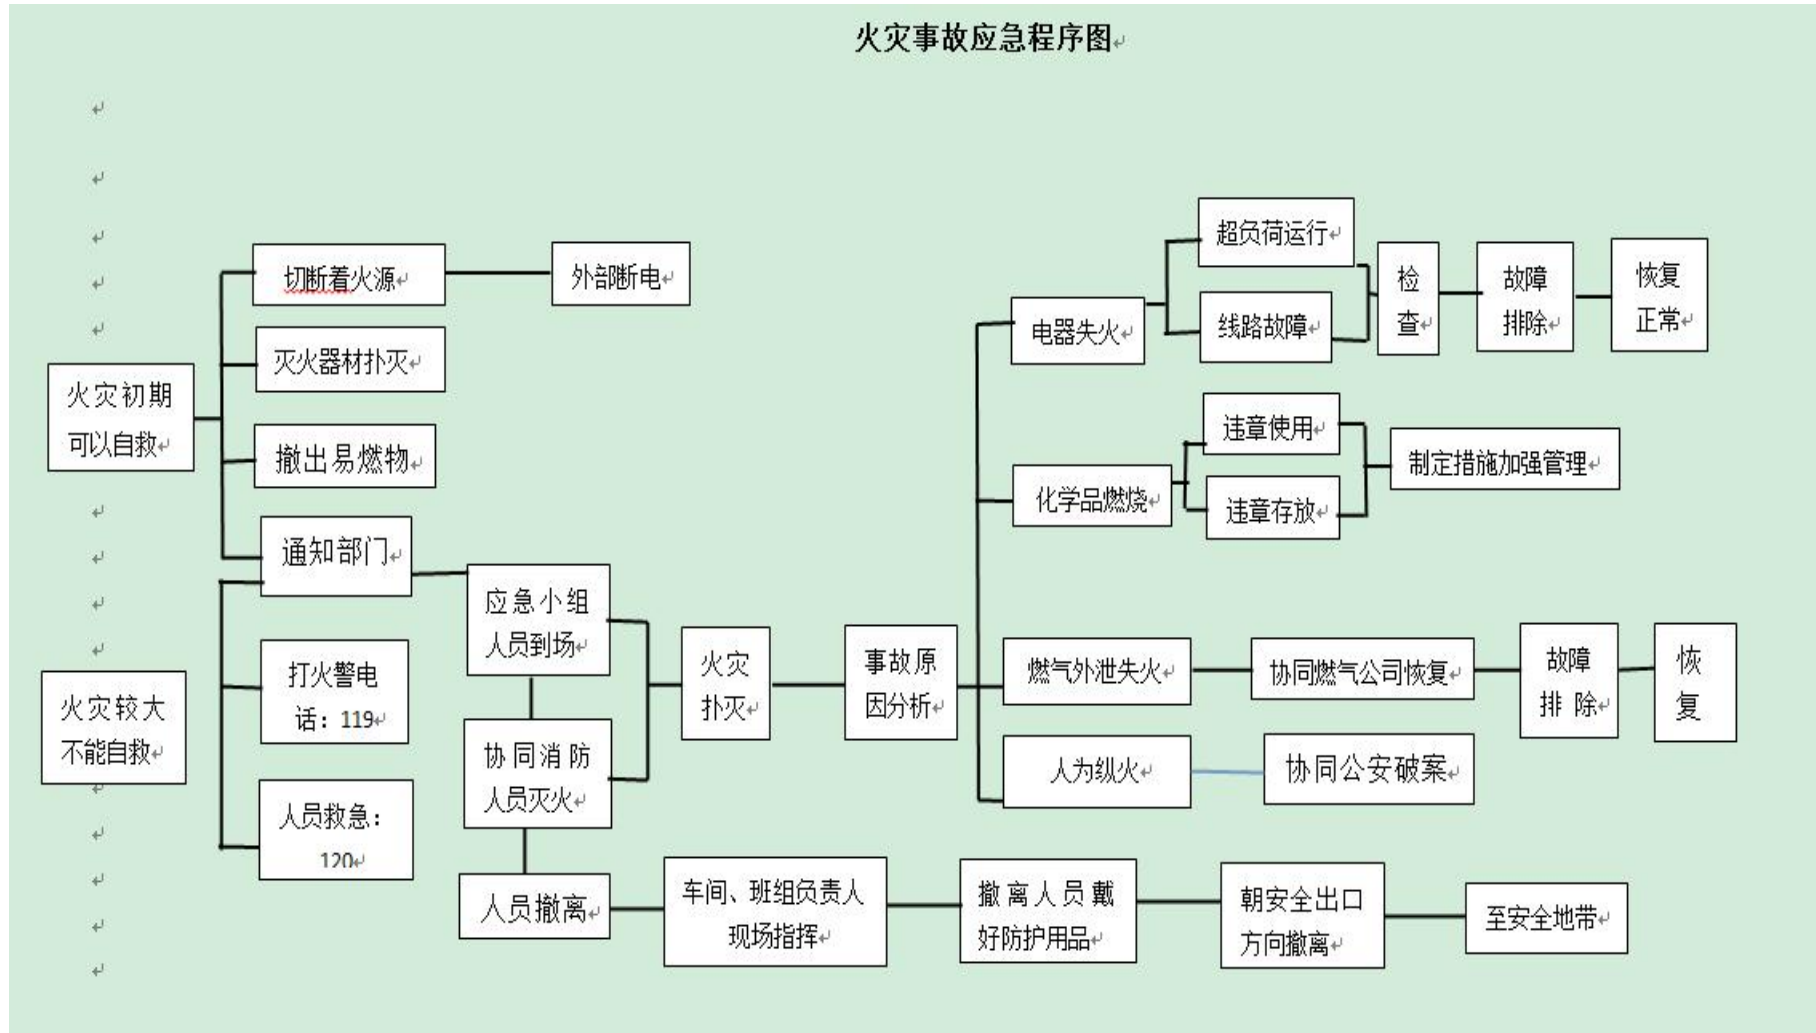 火灾事故应急程序图
火灾初期
可以自救
切断着火源
外部断电
灭火器材扑灭
撤出易燃物
通知部门
火灾较大
不能自救
打火警电
话：119
人员救急：
120
应急小组
人员到场
协同消防
人员灭火
火灾
扑灭
事故原
因分析
电器失火
超负荷运行
线路故障
检
查
故障
排除
恢复
正常
化学品燃烧
违章使用
违章存放
制定措施加强管理
燃气外泄失火
协同燃气公司恢复
故障
排 除
恢
复
人为纵火
协同公安破案
人员撤离
车间、班组负责人
现场指挥
撤离人员戴
好防护用品
朝安全出口
方向撤离
至安全地带